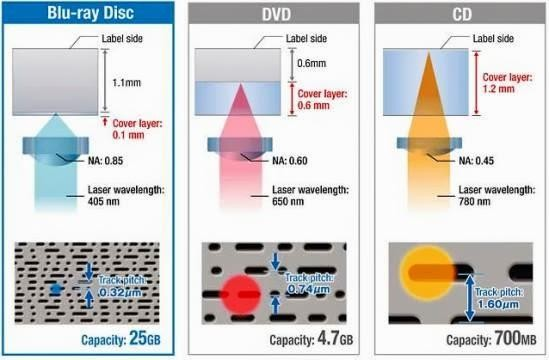 Blu-ray Disc
Label side
1.1mm
Cover layer:
0.1 mm
NA: 0.85
Laser wavelength:
405 nm
Track pitch:
0.32μm
Capacity: 25GB
DVD
Label side
0.6mm
Cover layer:
0.6 mm
NA: 0.60
Laser wavelength:
650 nm
Track pitch:
0.74μm
Capacity: 4.7GB
CD
Label side
Cover layer:
1.2 mm
NA: 0.45
Laser wavelength:
780 nm
Track pitch:
1.60μm
Capacity: 700MB